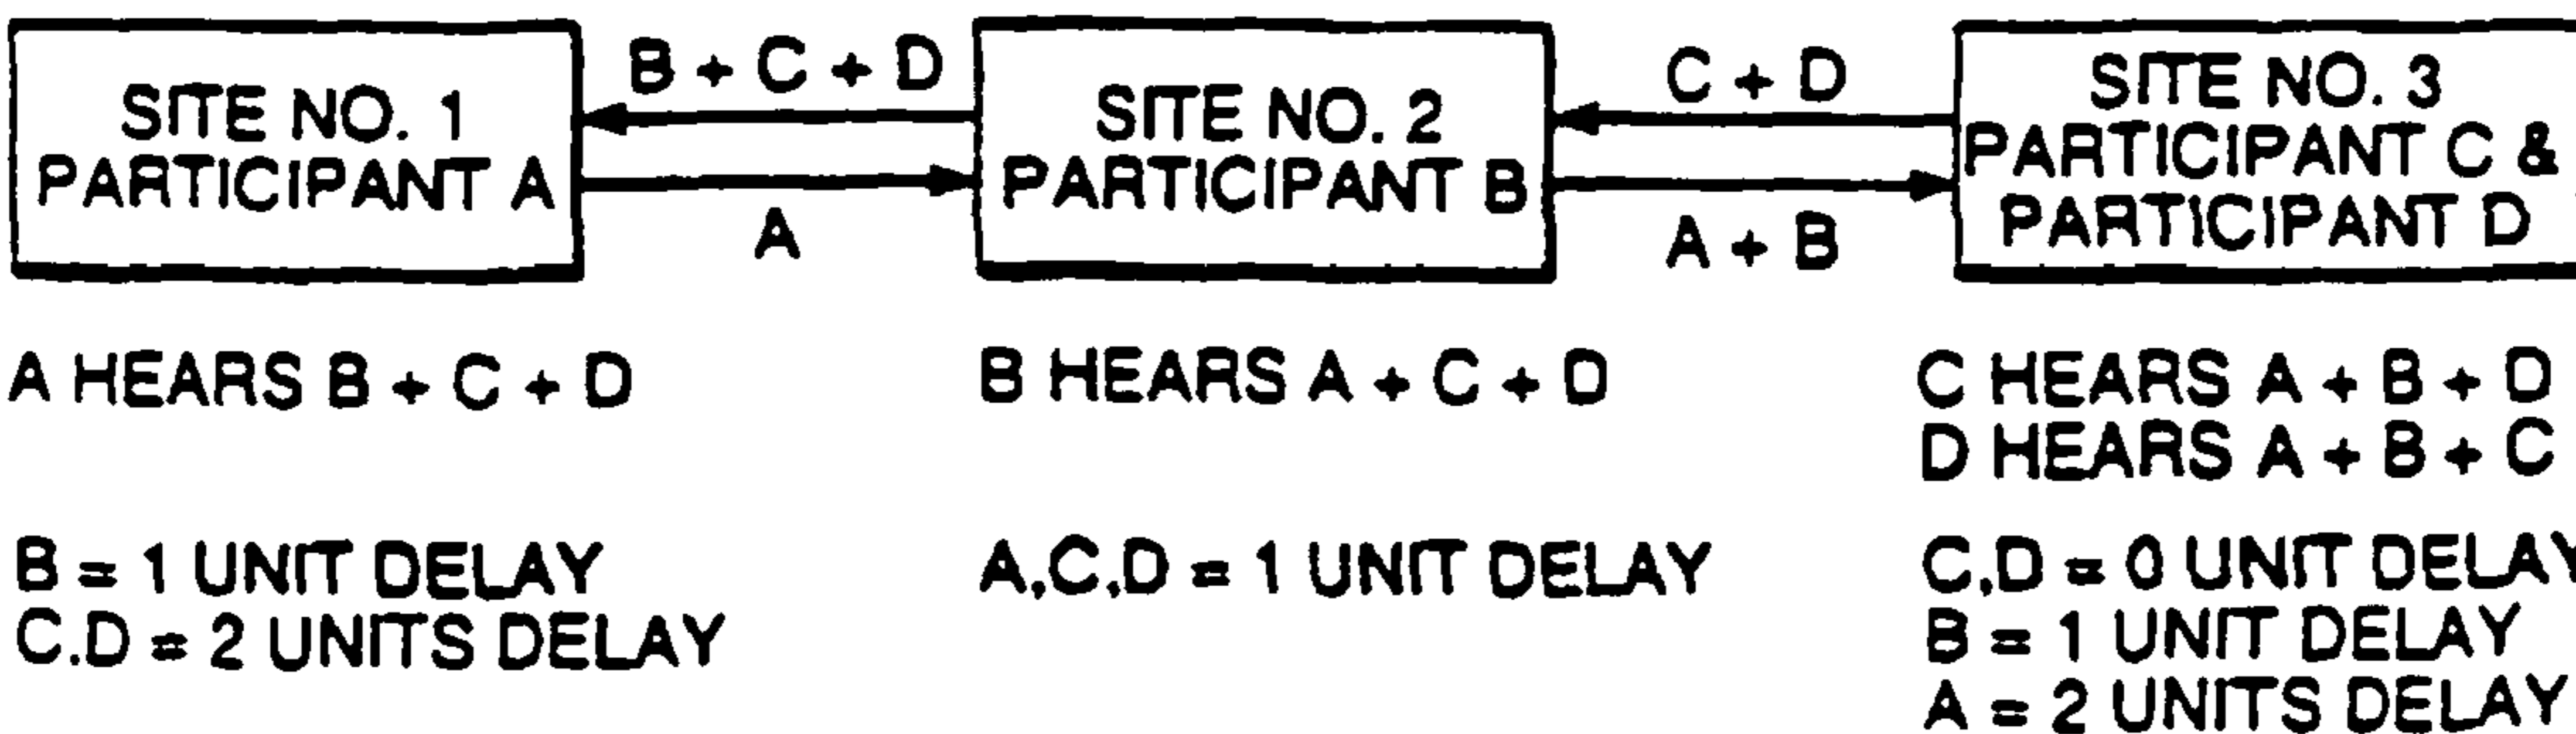 SITE NO. 1
PARTICIPANT A
B + C + D
A
SITE NO. 2
PARTICIPANT B
C + D
A + B
SITE NO. 3
PARTICIPANT C &
PARTICIPANT D
A HEARS B + C + D
B HEARS A + C + D
C HEARS A + B + D
D HEARS A + B + C
B = 1 UNIT DELAY
C.D = 2 UNITS DELAY
A,C,D = 1 UNIT DELAY
C,D = 0 UNIT DELAY
B = 1 UNIT DELAY
A = 2 UNITS DELAY